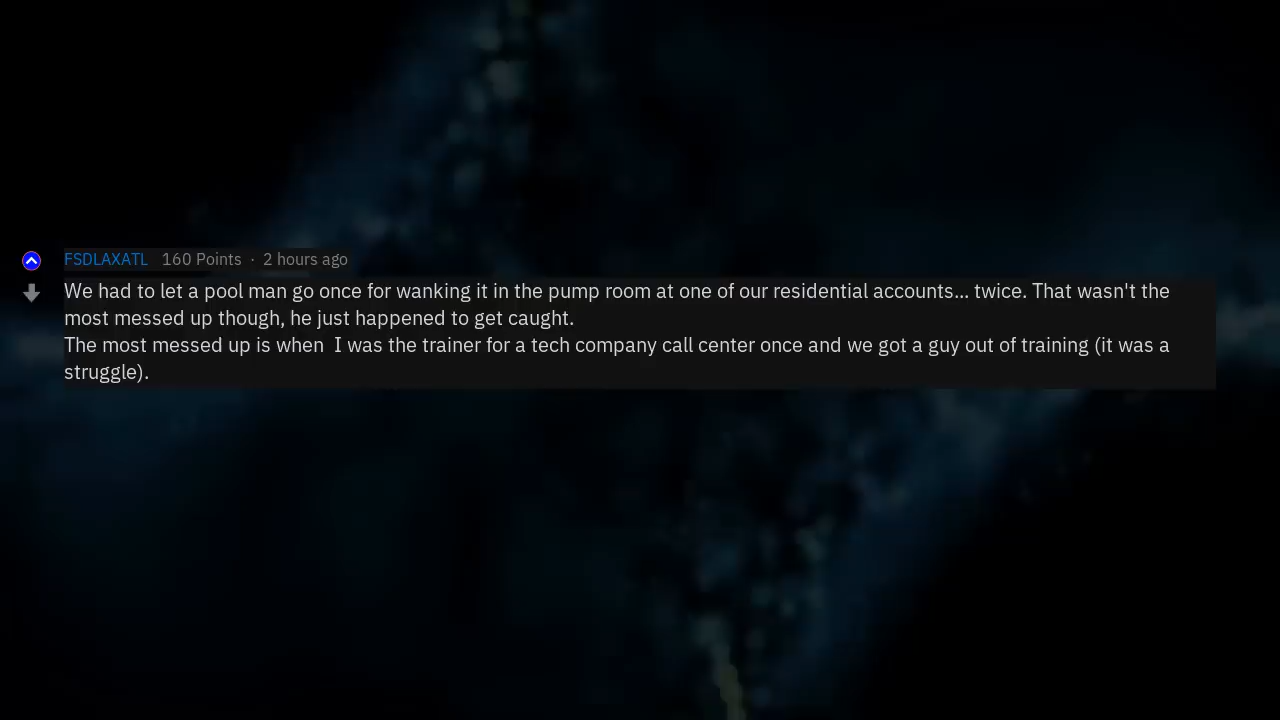 FSDLAXATL 160 Points · 2 hours ago
We had to let a pool man go once for wanking it in the pump room at one of our residential accounts... twice. That wasn't the
most messed up though, he just happened to get caught.
The most messed up is when  I was the trainer for a tech company call center once and we got a guy out of training (it was a
struggle).